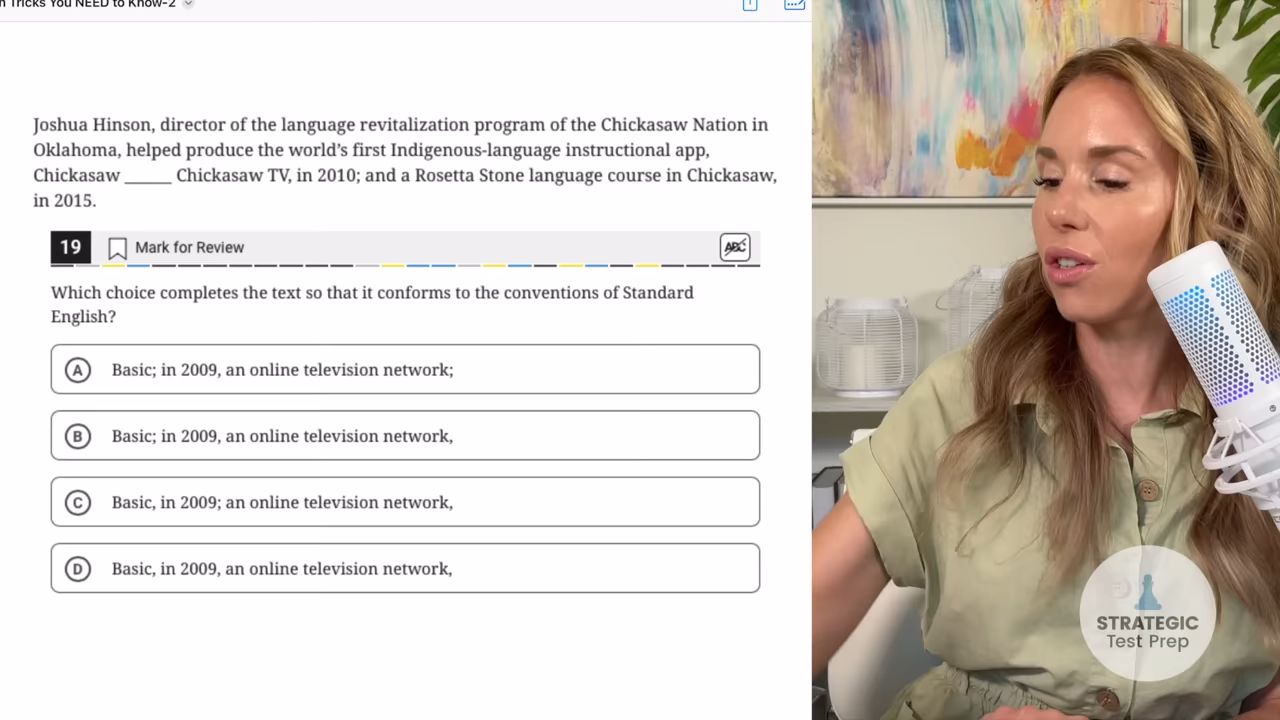 n Tricks You NEED to Know-2
Joshua Hinson, director of the language revitalization program of the Chickasaw Nation in
Oklahoma, helped produce the world’s first Indigenous-language instructional app,
Chickasaw ______ Chickasaw TV, in 2010; and a Rosetta Stone language course in Chickasaw,
in 2015.
19 Mark for Review ABC
Which choice completes the text so that it conforms to the conventions of Standard
English?
A Basic; in 2009, an online television network;
B Basic; in 2009, an online television network,
C Basic, in 2009; an online television network,
D Basic, in 2009, an online television network,
STRATEGIC
Test Prep